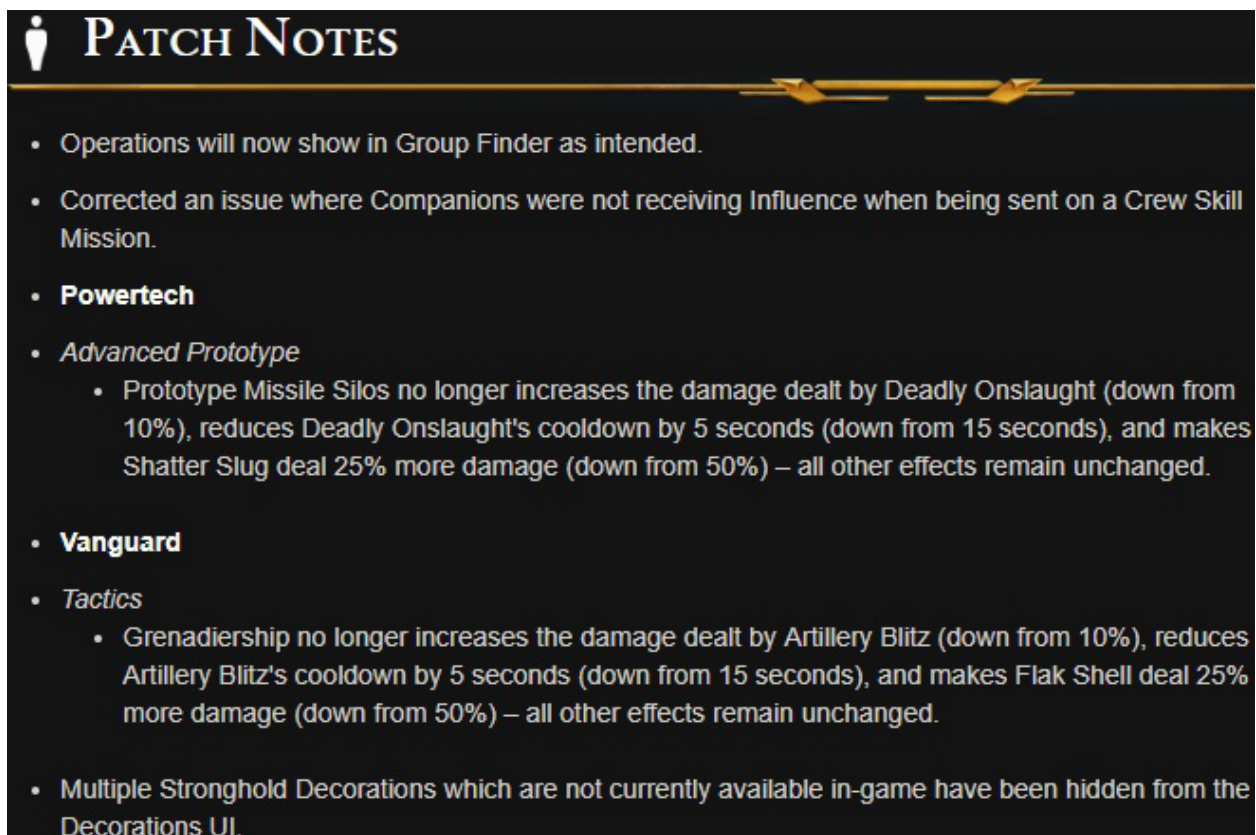 PATCH NOTES
• Operations will now show in Group Finder as intended.
• Corrected an issue where Companions were not receiving Influence when being sent on a Crew Skill
Mission.
• Powertech
• Advanced Prototype
• Prototype Missile Silos no longer increases the damage dealt by Deadly Onslaught (down from
10%), reduces Deadly Onslaught's cooldown by 5 seconds (down from 15 seconds), and makes
Shatter Slug deal 25% more damage (down from 50%) – all other effects remain unchanged.
• Vanguard
• Tactics
• Grenadiership no longer increases the damage dealt by Artillery Blitz (down from 10%), reduces
Artillery Blitz's cooldown by 5 seconds (down from 15 seconds), and makes Flak Shell deal 25%
more damage (down from 50%) – all other effects remain unchanged.
• Multiple Stronghold Decorations which are not currently available in-game have been hidden from the
Decorations UI.